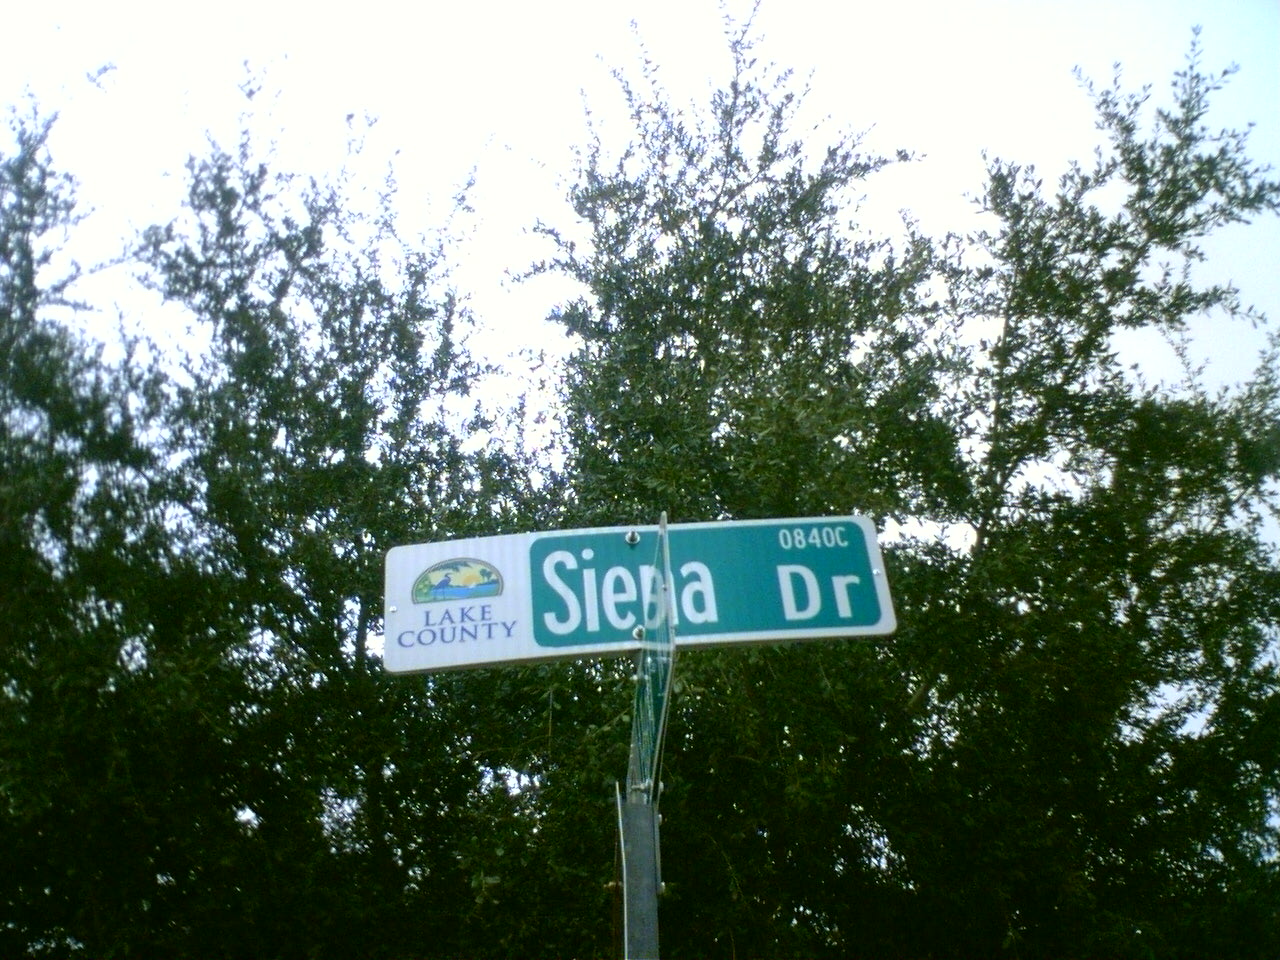 0840C
Siena Dr
LAKE
COUNTY